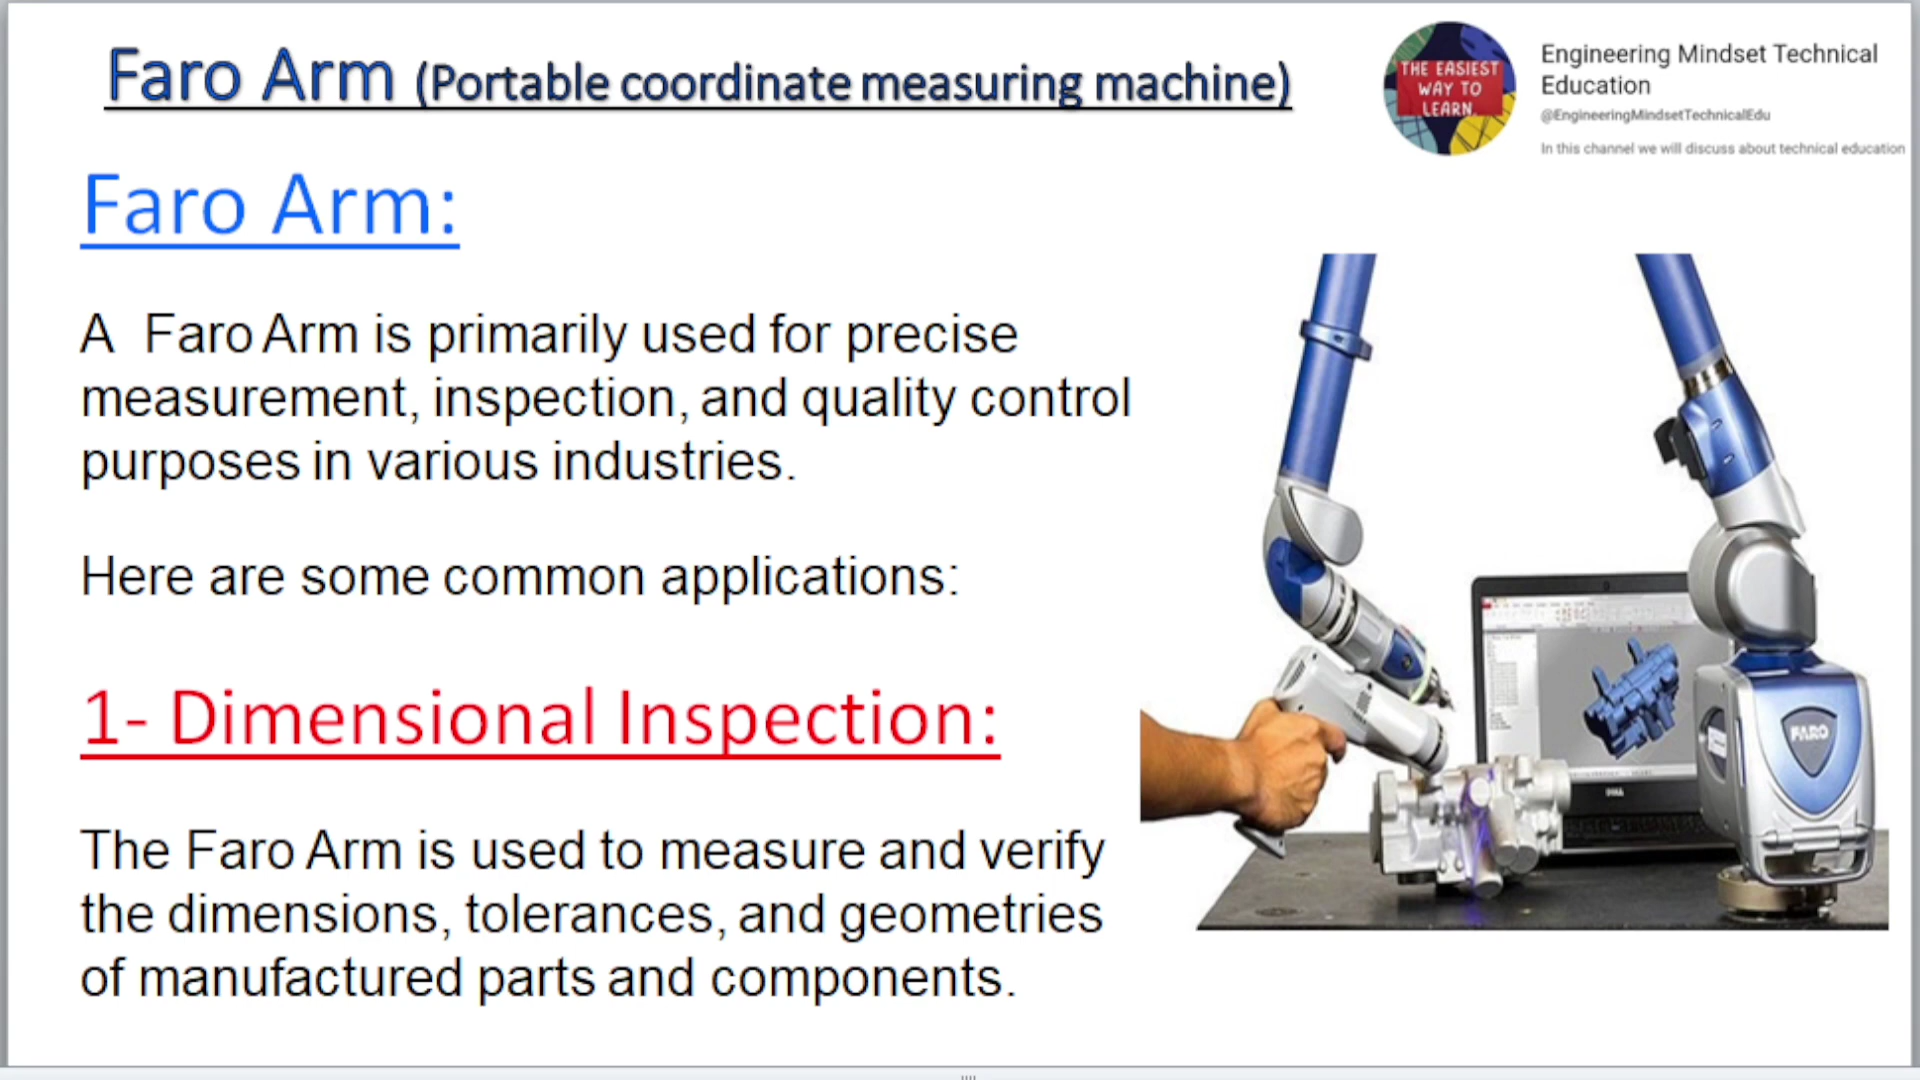 Faro Arm (Portable coordinate measuring machine)
THE EASIEST
WAY TO
LEARN.
Engineering Mindset Technical
Education
@EngineeringMindsetTechnicalEdu
In this channel we will discuss about technical education
Faro Arm:
A Faro Arm is primarily used for precise
measurement, inspection, and quality control
purposes in various industries.
Here are some common applications:
1- Dimensional Inspection:
The Faro Arm is used to measure and verify
the dimensions, tolerances, and geometries
of manufactured parts and components.
FARO
DELL